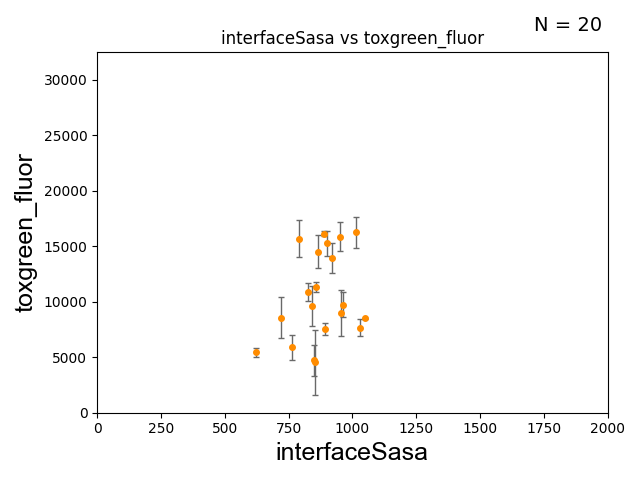 N = 20
interfaceSasa vs toxgreen_fluor
30000
25000
20000
15000
10000
5000
0
toxgreen_fluor
0 250 500 750 1000 1250 1500 1750 2000
interfaceSasa